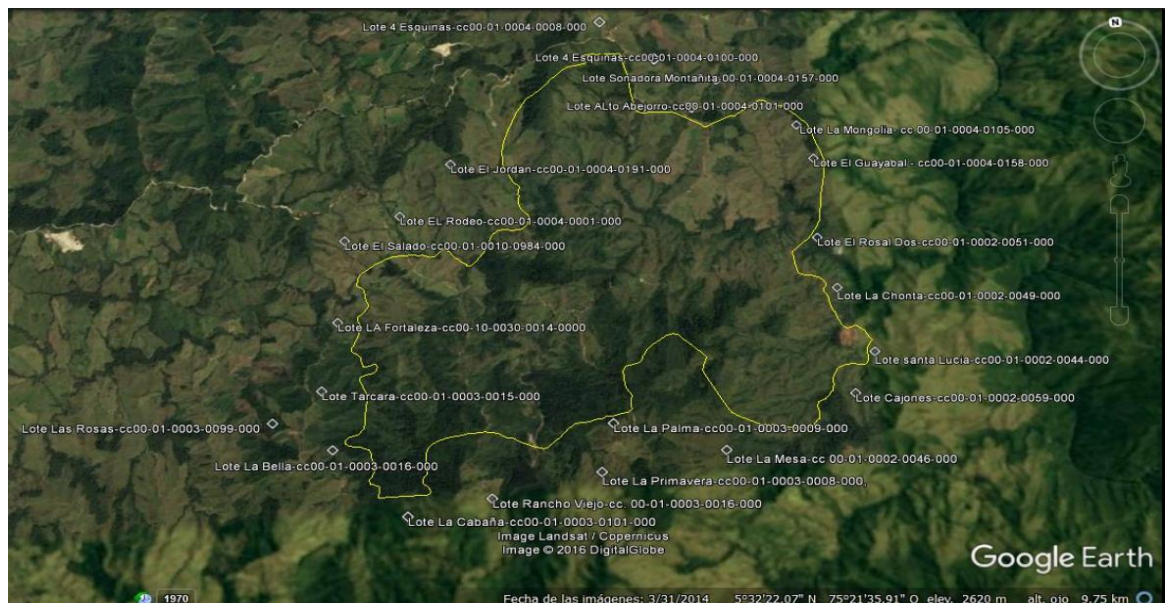 N
Lote 4 Esquinas-cc00-01-0004-0008-000
Lote 4 Esquinas-cc00-01-0004-0100-000
Lote Sonadora Montañita 00-01-0004-0157-000
Lote ALto Abejorro-cc00-01-0004-0101-000
Lote La Mongolia- cc 00-01-0004-0105-000
Lote El Guayabal - cc00-01-0004-0158-000
Lote El Jordan-cc00-01-0004-0191-000
Lote EL Rodeo-cc00-01-0004-0001-000
Lote El Salado-cc00-01-0010-0984-000
Lote El Rosal Dos-cc00-01-0002-0051-000
Lote La Chonta-cc00-01-0002-0049-000
Lote LA Fortaleza-cc00-10-0030-0014-0000
Lote santa Lucia-cc00-01-0002-0044-000
Lote Tarcara-cc00-01-0003-0015-000
Lote Cajones-cc00-01-0002-0059-000
Lote Las Rosas-cc00-01-0003-0099-000
Lote La Palma-cc00-01-0003-0009-000
Lote La Bella-cc00-01-0003-0016-000
Lote La Mesa-cc 00-01-0002-0046-000
Lote La Primavera-cc00-01-0003-0008-000,
Lote Rancho Viejo-cc. 00-01-0003-0016-000
Lote La Cabaña-cc00-01-0003-0101-000
Image Landsat / Copernicus
Image © 2016 DigitalGlobe
Google Earth
1970
Fecha de las imágenes: 3/31/2014 5°32'22.07" N 75°21'35.91" O elev. 2620 m alt. ojo 9.75 km